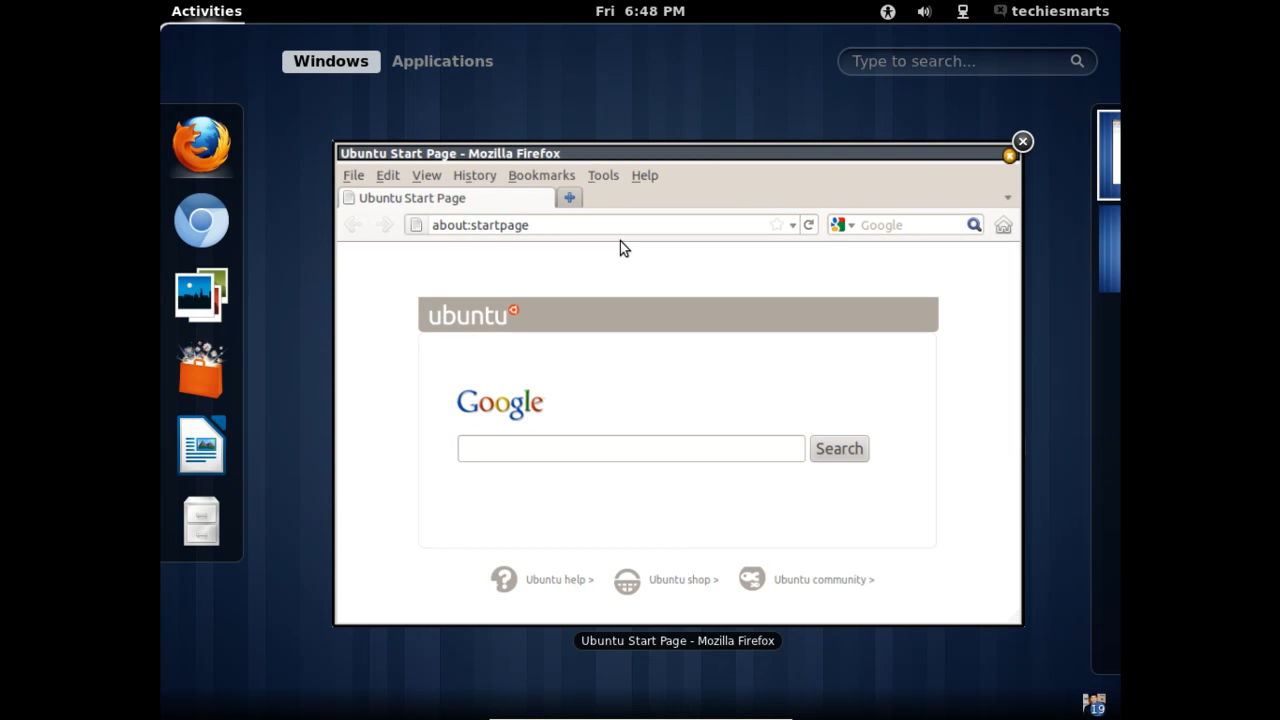 Activities
Fri 6:48 PM
techiesmarts
Windows
Applications
Type to search...
Ubuntu Start Page - Mozilla Firefox
File Edit View History Bookmarks Tools Help
Ubuntu Start Page
about:startpage
Google
ubuntu
Google
Search
Ubuntu help >
Ubuntu shop >
Ubuntu community >
Ubuntu Start Page - Mozilla Firefox
19